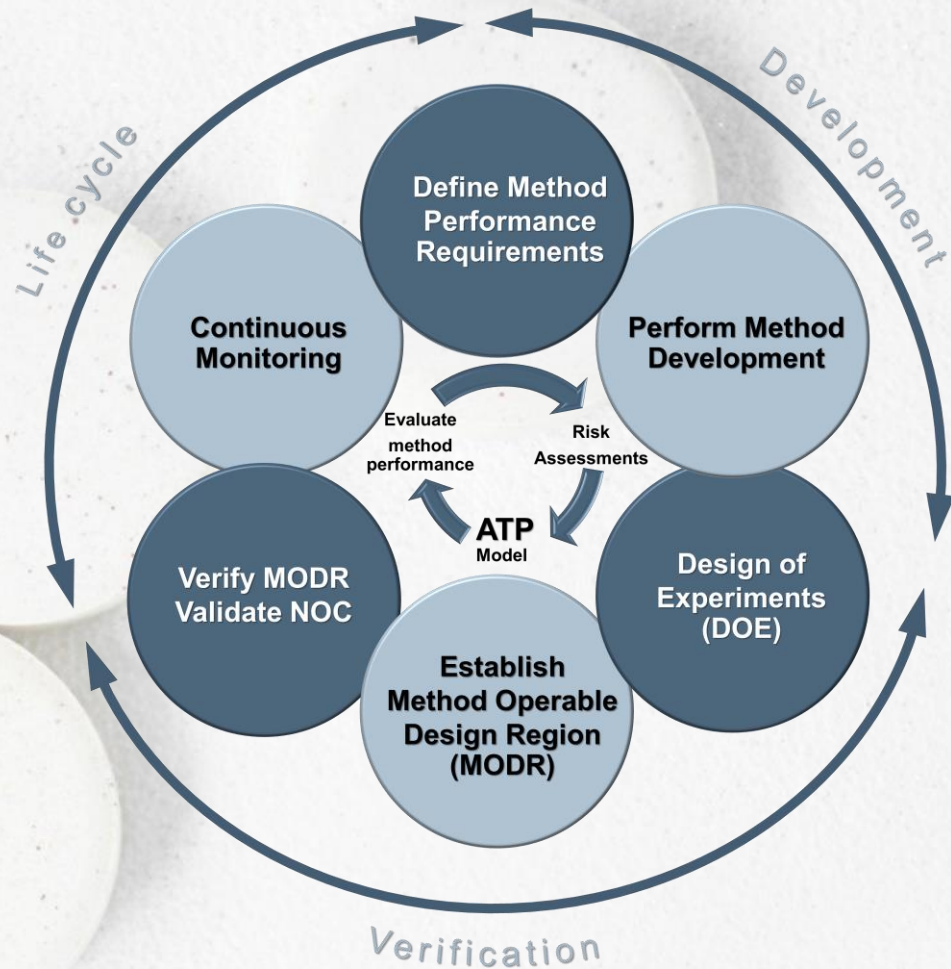 Life cycle
Development
Define Method
Performance
Requirements
Perform Method
Development
Design of
Experiments
(DOE)
Establish
Method Operable
Design Region
(MODR)
Verify MODR
Validate NOC
Continuous
Monitoring
Evaluate
method
performance
Risk
Assessments
ATP
Model
Verification